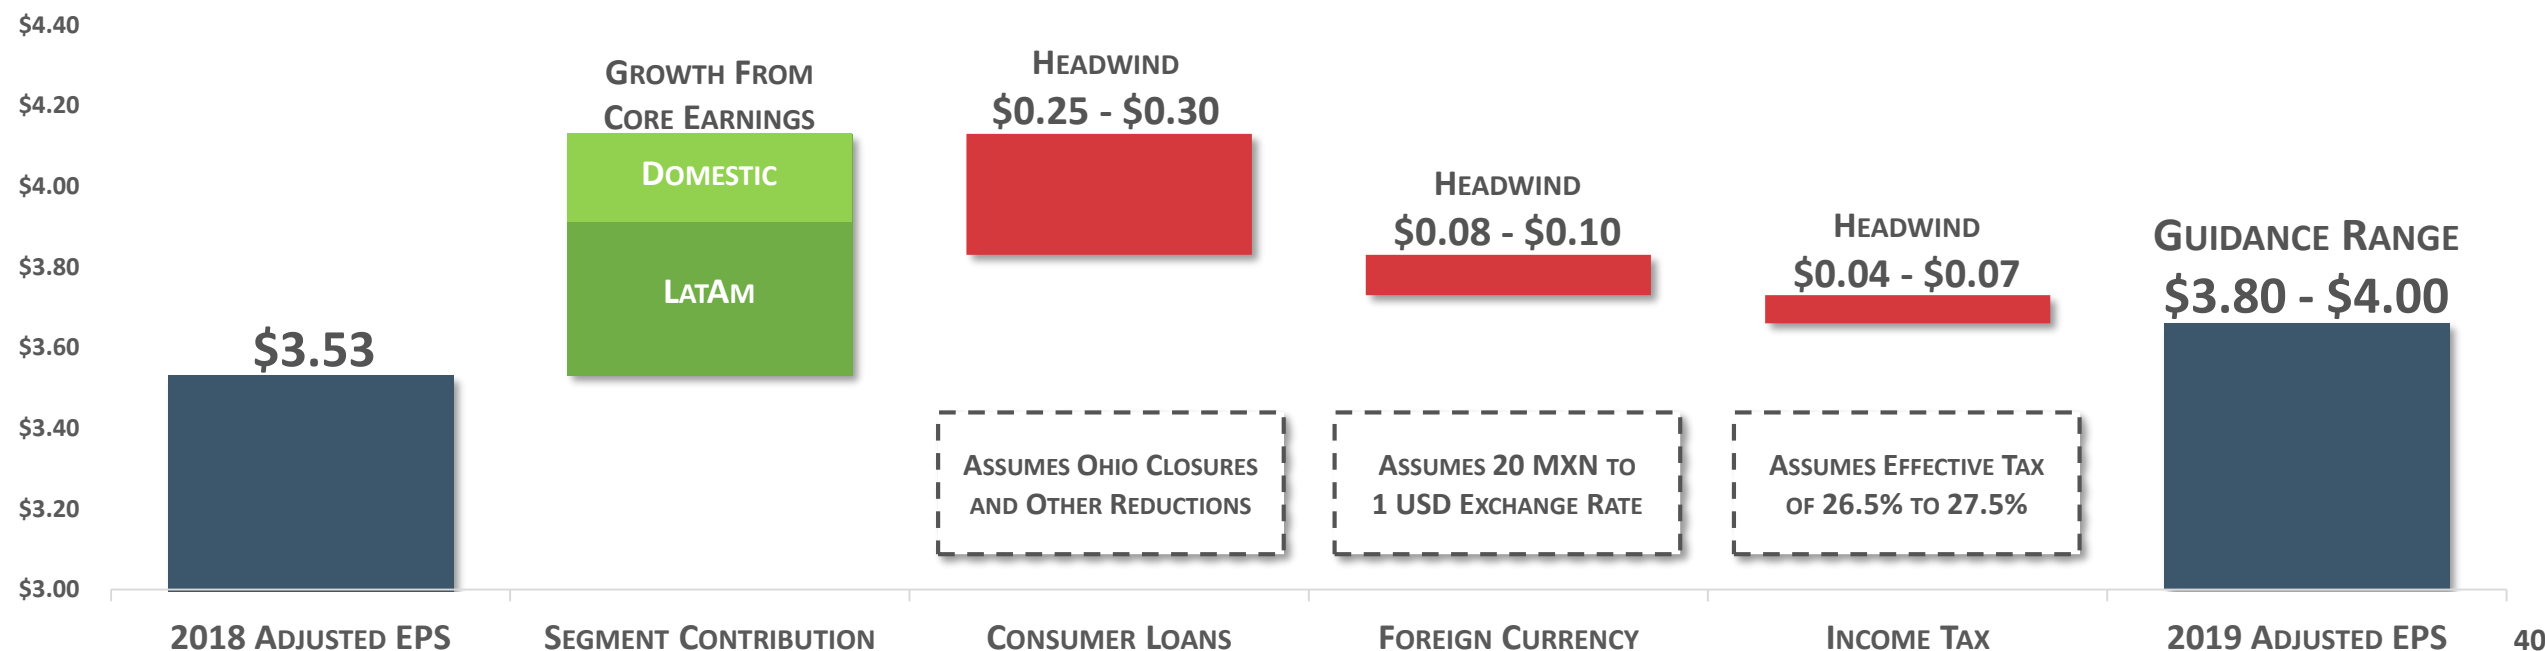 $4.40
$4.20
$4.00
$3.80
$3.60
$3.40
$3.20
$3.00
$3.53
Growth From
Core Earnings
Domestic
LatAm
Headwind
$0.25 - $0.30
Headwind
$0.08 - $0.10
Headwind
$0.04 - $0.07
Guidance Range
$3.80 - $4.00
Assumes Ohio Closures
and Other Reductions
Assumes 20 MXN to
1 USD Exchange Rate
Assumes Effective Tax
of 26.5% to 27.5%
2018 Adjusted EPS
Segment Contribution
Consumer Loans
Foreign Currency
Income Tax
2019 Adjusted EPS
40